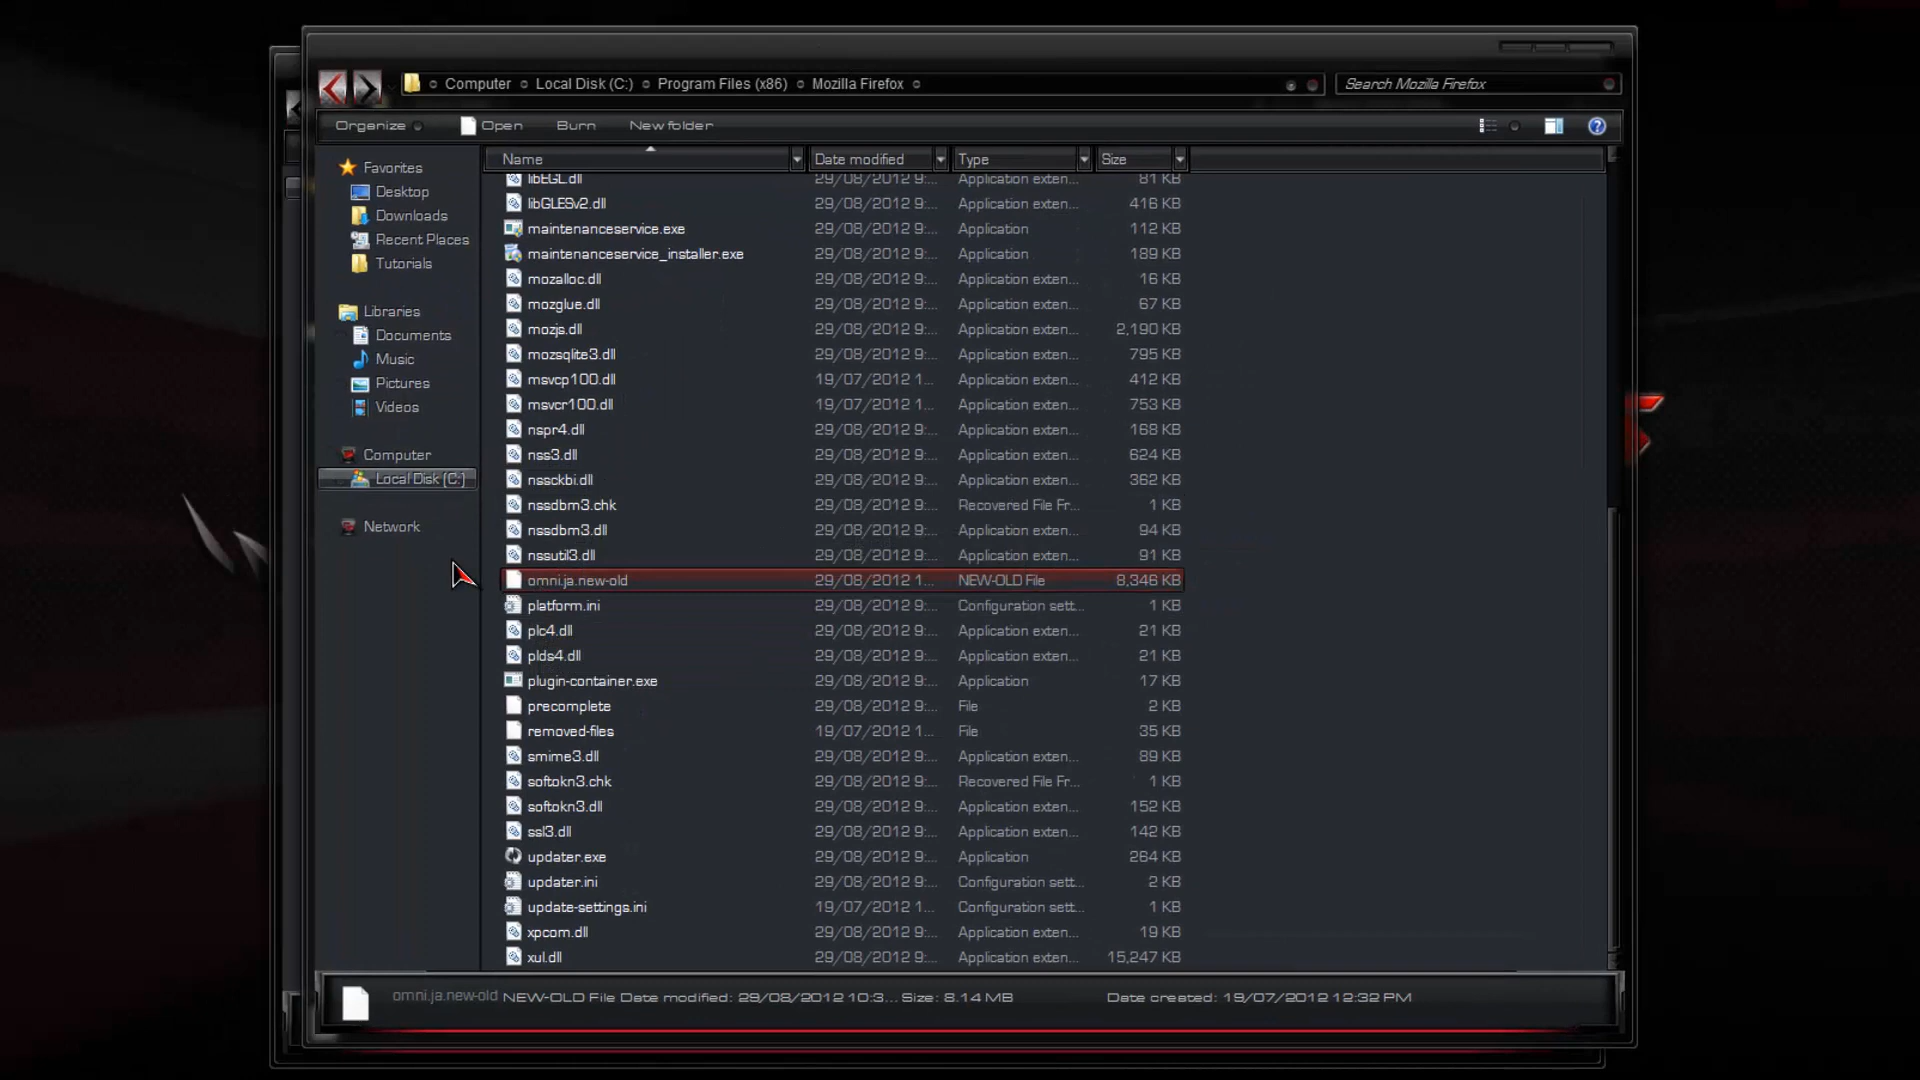 Computer Local Disk (C:) Program Files (x86) Mozilla Firefox Search Mozilla Firefox
Organize Open Burn New folder
Name Date modified Type Size
Favorites
Desktop
Downloads
Recent Places
Tutorials
Libraries
Documents
Music
Pictures
Videos
Computer
Local Disk (C:)
Network
libEGL.dll 29/08/2012 9:... Application exten... 81 KB
libGLESv2.dll 29/08/2012 9:... Application exten... 416 KB
maintenanceservice.exe 29/08/2012 9:... Application 112 KB
maintenanceservice_installer.exe 29/08/2012 9:... Application 189 KB
mozalloc.dll 29/08/2012 9:... Application exten... 16 KB
mozglue.dll 29/08/2012 9:... Application exten... 67 KB
mozjs.dll 29/08/2012 9:... Application exten... 2,190 KB
mozsqlite3.dll 29/08/2012 9:... Application exten... 795 KB
msvcp100.dll 19/07/2012 1... Application exten... 412 KB
msvcr100.dll 19/07/2012 1... Application exten... 753 KB
nspr4.dll 29/08/2012 9:... Application exten... 168 KB
nss3.dll 29/08/2012 9:... Application exten... 624 KB
nssckbi.dll 29/08/2012 9:... Application exten... 362 KB
nssdbm3.chk 29/08/2012 9:... Recovered File Fr... 1 KB
nssdbm3.dll 29/08/2012 9:... Application exten... 94 KB
nssutil3.dll 29/08/2012 9:... Application exten... 91 KB
omni.ja.new-old 29/08/2012 1... NEW-OLD File 8,346 KB
platform.ini 29/08/2012 9:... Configuration sett... 1 KB
plc4.dll 29/08/2012 9:... Application exten... 21 KB
plds4.dll 29/08/2012 9:... Application exten... 21 KB
plugin-container.exe 29/08/2012 9:... Application 17 KB
precomplete 29/08/2012 9:... File 2 KB
removed-files 19/07/2012 1... File 35 KB
smime3.dll 29/08/2012 9:... Application exten... 89 KB
softokn3.chk 29/08/2012 9:... Recovered File Fr... 1 KB
softokn3.dll 29/08/2012 9:... Application exten... 152 KB
ssl3.dll 29/08/2012 9:... Application exten... 142 KB
updater.exe 29/08/2012 9:... Application 264 KB
updater.ini 29/08/2012 9:... Configuration sett... 2 KB
update-settings.ini 19/07/2012 1... Configuration sett... 1 KB
xpcom.dll 29/08/2012 9:... Application exten... 19 KB
xul.dll 29/08/2012 9:... Application exten... 15,247 KB
omni.ja.new-old NEW-OLD File Date modified: 29/08/2012 10:3... Size: 8.14 MB Date created: 19/07/2012 12:32 PM